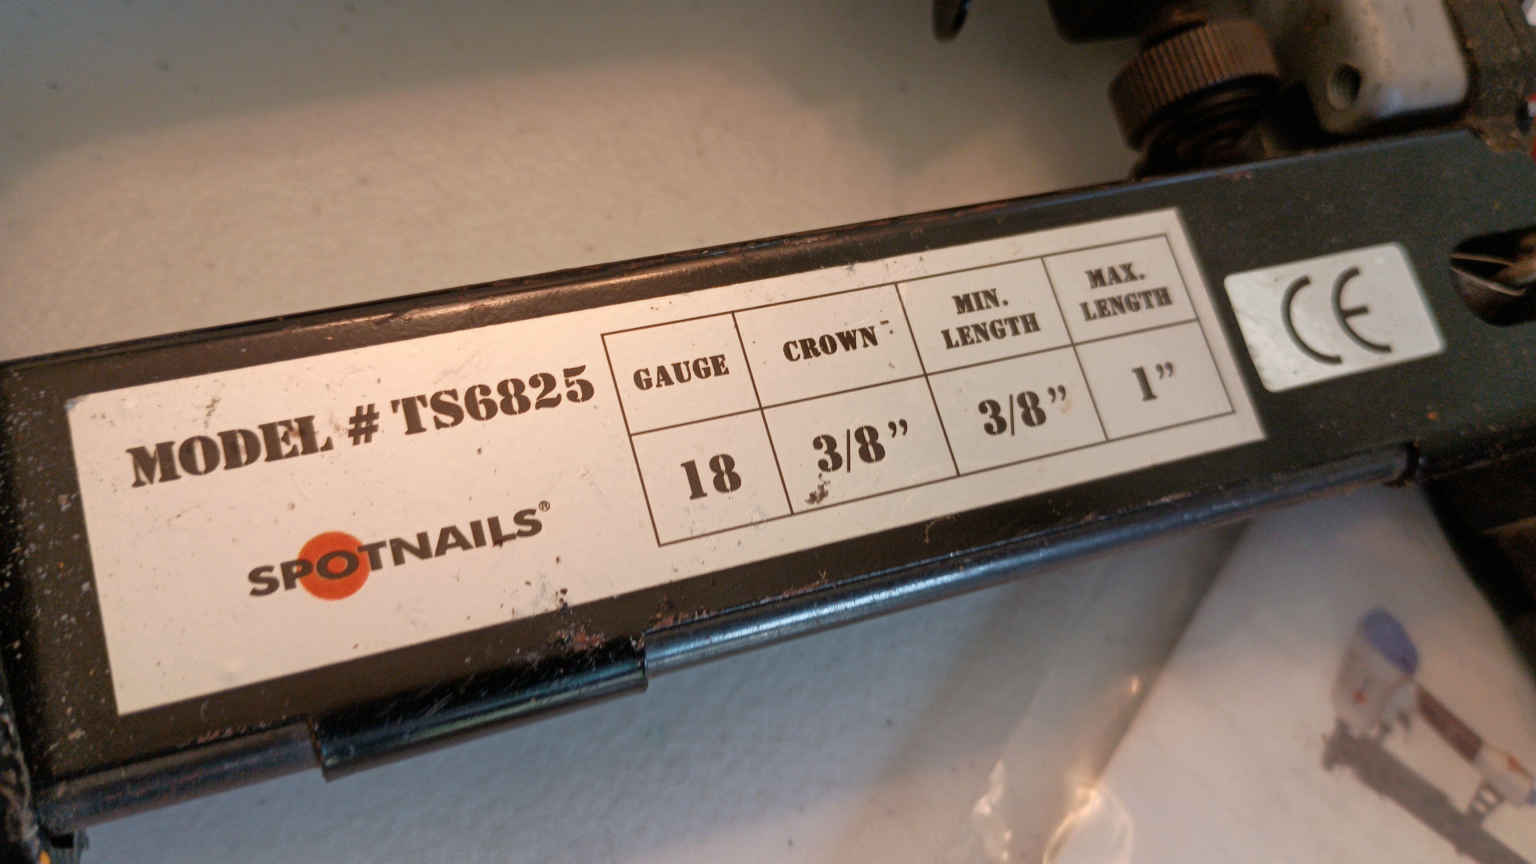 MODEL # TS6825
SPOTNAILS®
GAUGE
CROWN
MIN.
LENGTH
MAX.
LENGTH
18
3/8”
3/8”
1”
CE